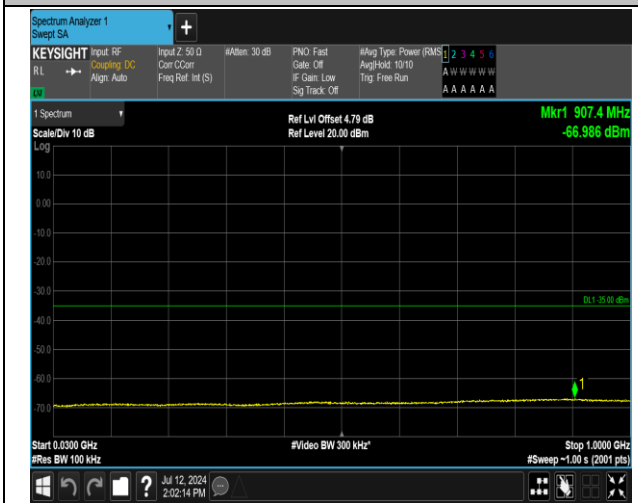 Spectrum Analyzer 1
Swept SA
+
KEYSIGHT Input: RF Input Z: 50 Ω #Atten: 30 dB PNO: Fast #Avg Type: Power (RMS 1 2 3 4 5 6
RL Coupling: DC Corr CCorr Gate: Off Avg|Hold: 10/10 A W W W W W
Align: Auto Freq Ref: Int (S) IF Gain: Low Trig: Free Run
Sig Track: Off A A A A A A
1 Spectrum Ref Lvl Offset 4.79 dB Mkr1 907.4 MHz
Scale/Div 10 dB Ref Level 20.00 dBm -66.986 dBm
Log
10.0
0.00
-10.0
-20.0
-30.0
DL1 -35.00 dBm
-40.0
-50.0
-60.0
1
-70.0
Start 0.0300 GHz #Video BW 300 kHz* Stop 1.0000 GHz
#Res BW 100 kHz #Sweep ~1.00 s (2001 pts)
? Jul 12, 2024
2:02:14 PM